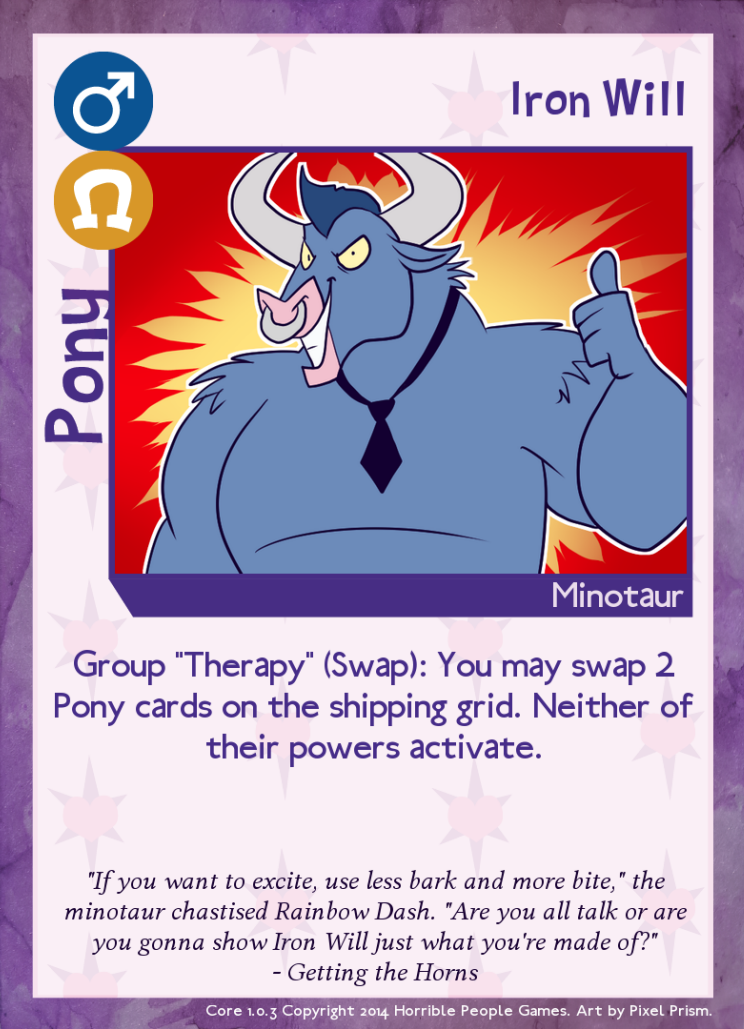 Iron Will
Pony
Minotaur
Group "Therapy" (Swap): You may swap 2
Pony cards on the shipping grid. Neither of
their powers activate.
"If you want to excite, use less bark and more bite," the
minotaur chastised Rainbow Dash. "Are you all talk or are
you gonna show Iron Will just what you're made of?"
- Getting the Horns
Core 1.0.3 Copyright 2014 Horrible People Games. Art by Pixel Prism.